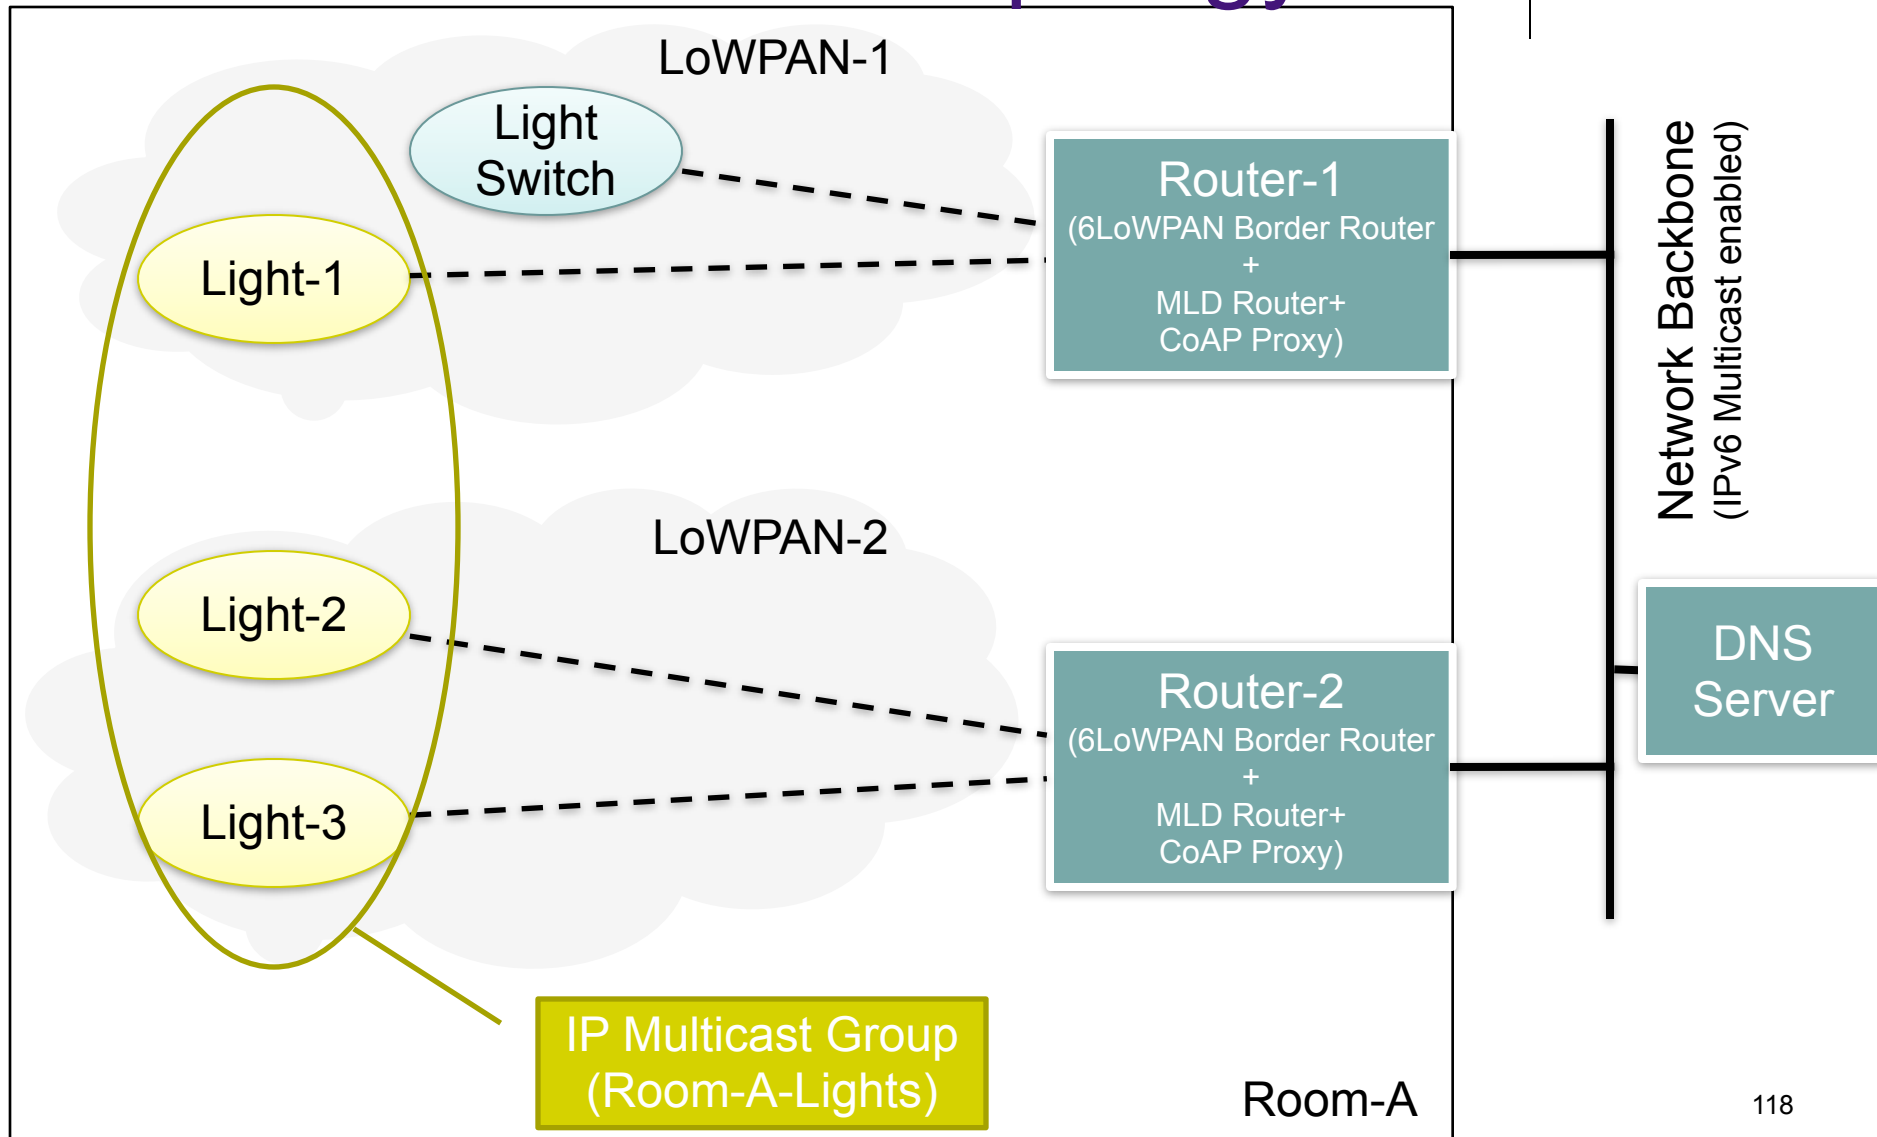 LoWPAN-1
Light
Switch
Light-1
Router-1
(6LoWPAN Border Router
+
MLD Router+
CoAP Proxy)
Network Backbone
(IPv6 Multicast enabled)
LoWPAN-2
Light-2
Light-3
Router-2
(6LoWPAN Border Router
+
MLD Router+
CoAP Proxy)
DNS
Server
IP Multicast Group
(Room-A-Lights)
Room-A
118